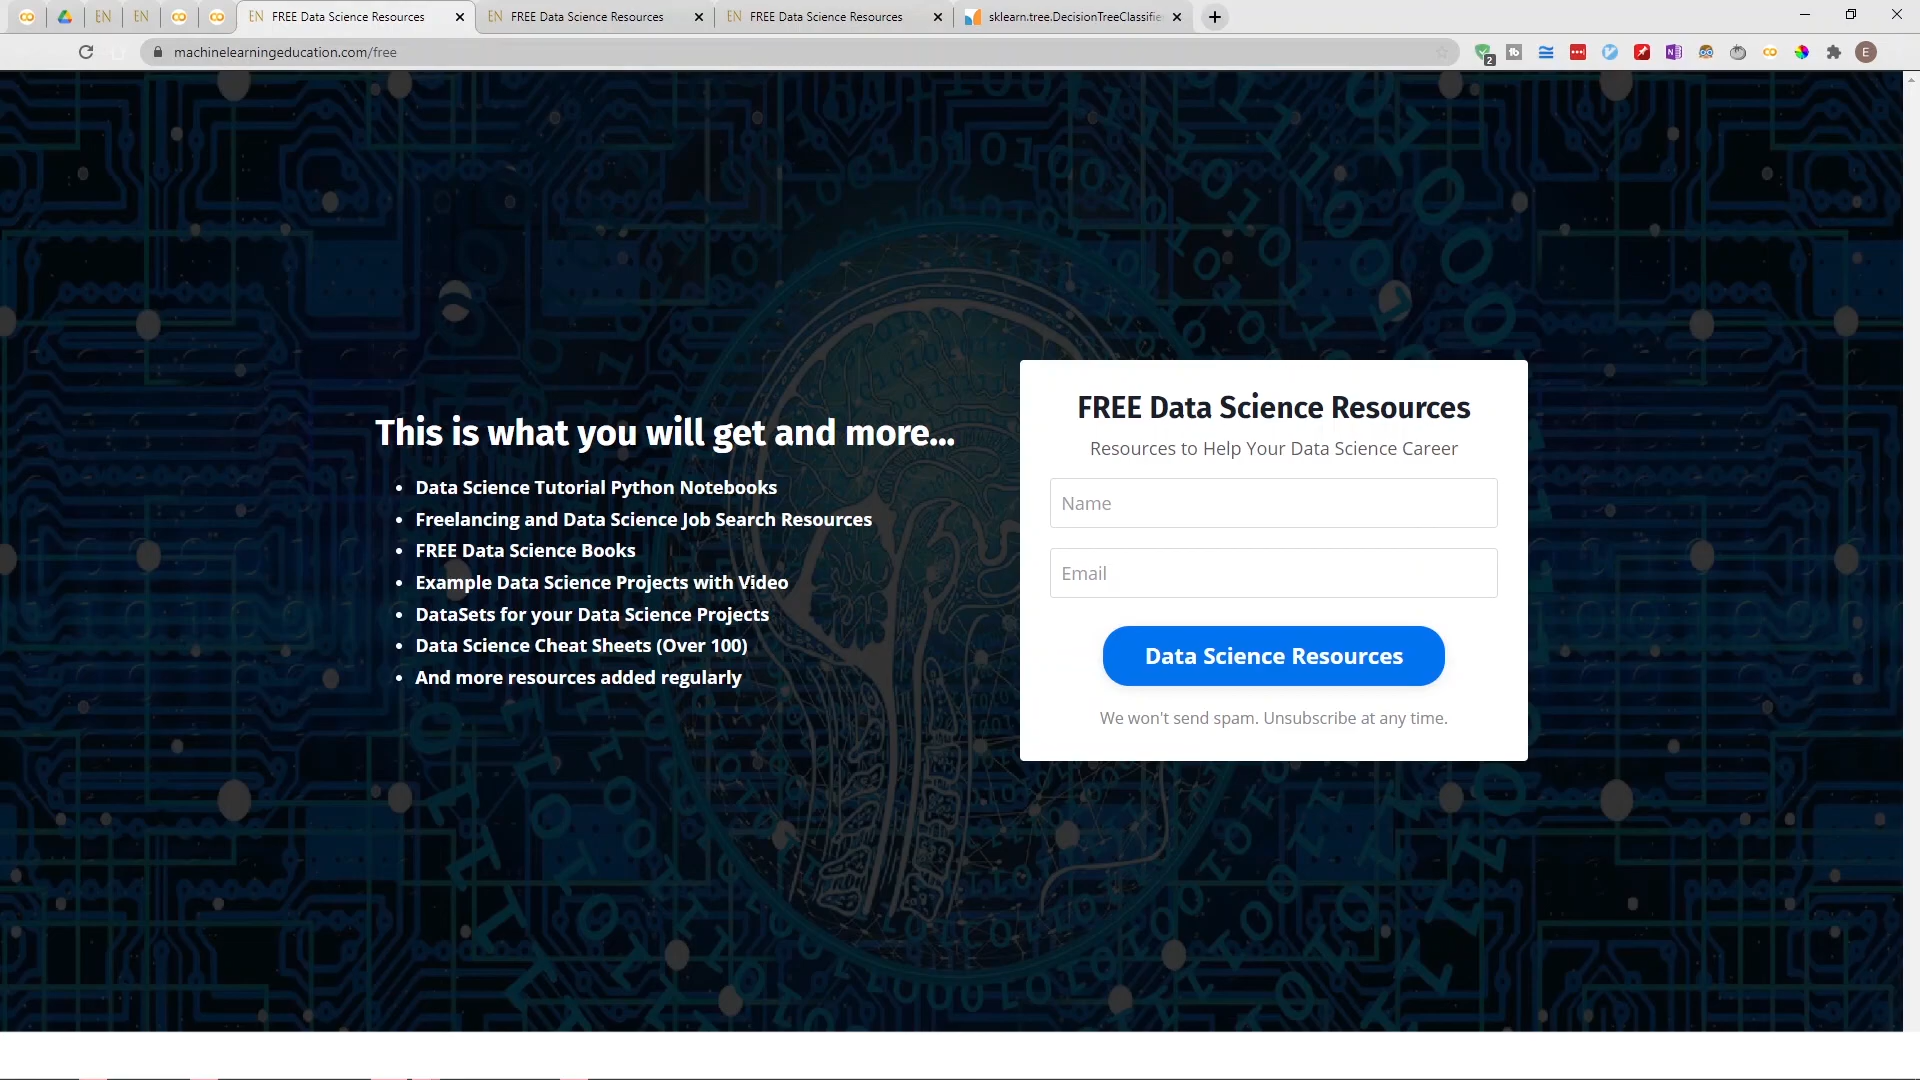 EN
EN
EN FREE Data Science Resources
EN FREE Data Science Resources
EN FREE Data Science Resources
sklearn.tree.DecisionTreeClassifie
machinelearningeducation.com/free
2
E
This is what you will get and more...
• Data Science Tutorial Python Notebooks
• Freelancing and Data Science Job Search Resources
• FREE Data Science Books
• Example Data Science Projects with Video
• DataSets for your Data Science Projects
• Data Science Cheat Sheets (Over 100)
• And more resources added regularly
FREE Data Science Resources
Resources to Help Your Data Science Career
Name
Email
Data Science Resources
We won't send spam. Unsubscribe at any time.